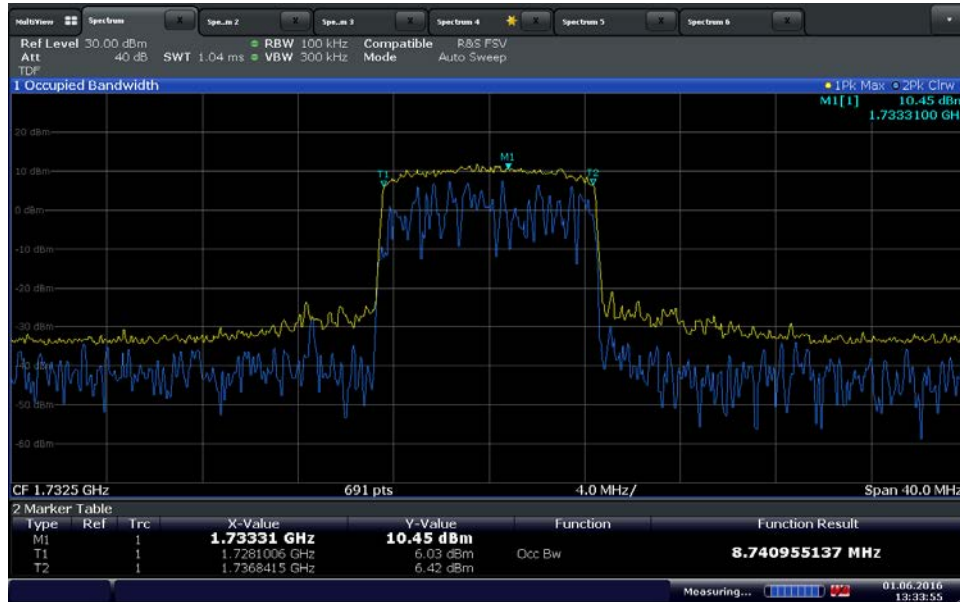 MultiView Spectrum X Spe...m 2 X Spe...m 3 X Spectrum 4 X Spectrum 5 X Spectrum 6 X
Ref Level 30.00 dBm RBW 100 kHz Compatible R&S FSV
Att 40 dB SWT 1.04 ms VBW 300 kHz Mode Auto Sweep
TDF
1 Occupied Bandwidth 1Pk Max 2Pk Clrw
M1[1] 10.45 dBm
1.7333100 GH
20 dBm
M1
10 dBm
T1 T2
0 dBm
-10 dBm
-20 dBm
-30 dBm
-40 dBm
-50 dBm
-60 dBm
CF 1.7325 GHz 691 pts 4.0 MHz/ Span 40.0 MHz
2 Marker Table
Type Ref Trc X-Value Y-Value Function Function Result
M1 1 1.73331 GHz 10.45 dBm
T1 1 1.7281006 GHz 6.03 dBm Occ Bw 8.740955137 MHz
T2 1 1.7368415 GHz 6.42 dBm
Measuring... 01.06.2016
13:33:55